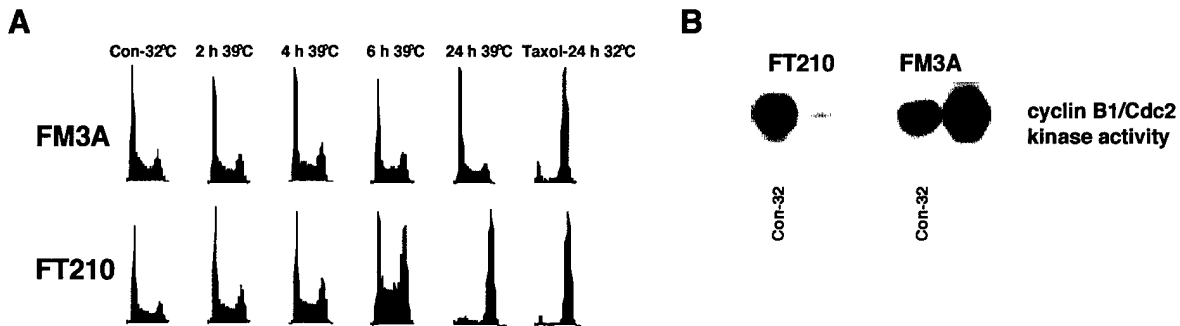 A
Con-32°C 2 h 39°C 4 h 39°C 6 h 39°C 24 h 39°C Taxol-24 h 32°C
FM3A
FT210
B
FT210 FM3A
cyclin B1/Cdc2
kinase activity
Con-32 Con-32